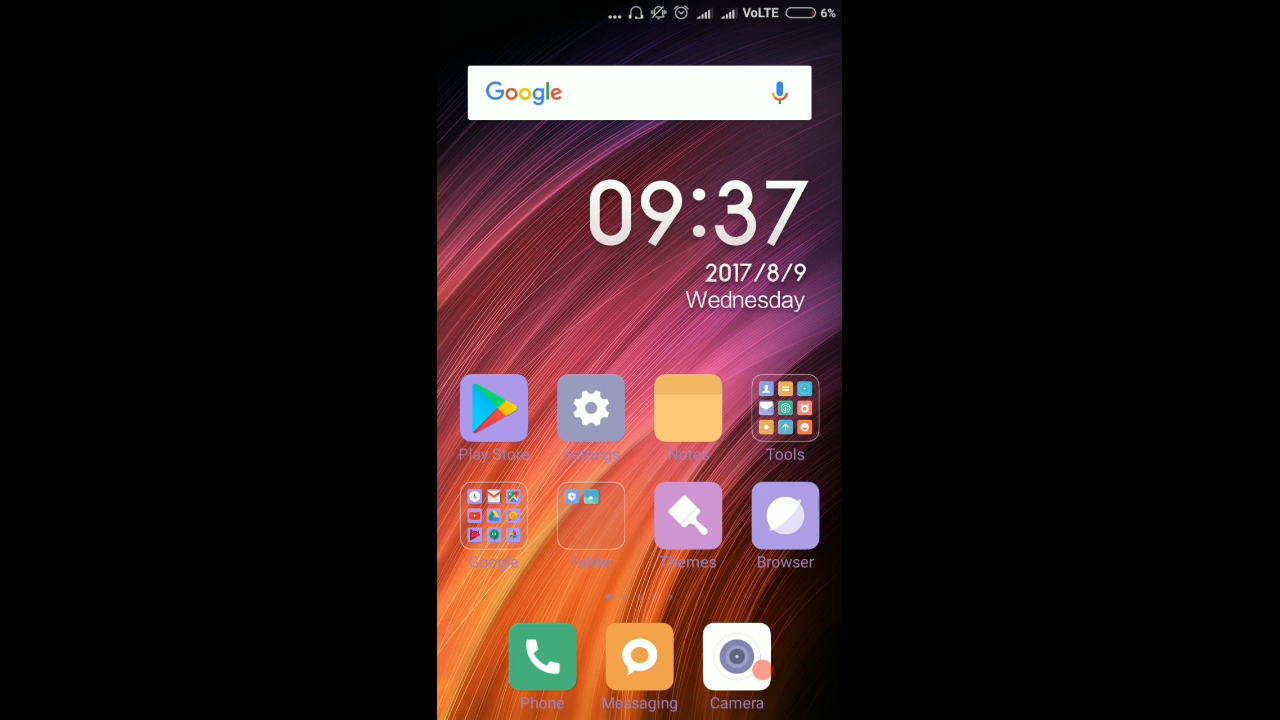 ... VoLTE 6%
Google
09:37
2017/8/9
Wednesday
Play Store Settings Notes Tools
Google Folder Themes Browser
Phone Messaging Camera